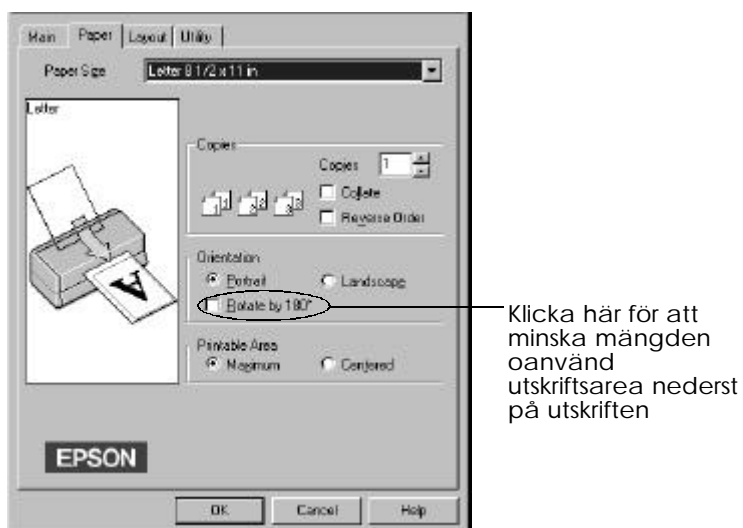 Main Paper Layout Utility
Paper Size Letter 8 1/2 x 11 in
Letter
Copies
Copies 1
Collate
Reverse Order
Orientation
Portrait Landscape
Rotate by 180°
Printable Area
Maximum Centered
EPSON
OK Cancel Help
Klicka här för att
minska mängden
oanvänd
utskriftsarea nederst
på utskriften